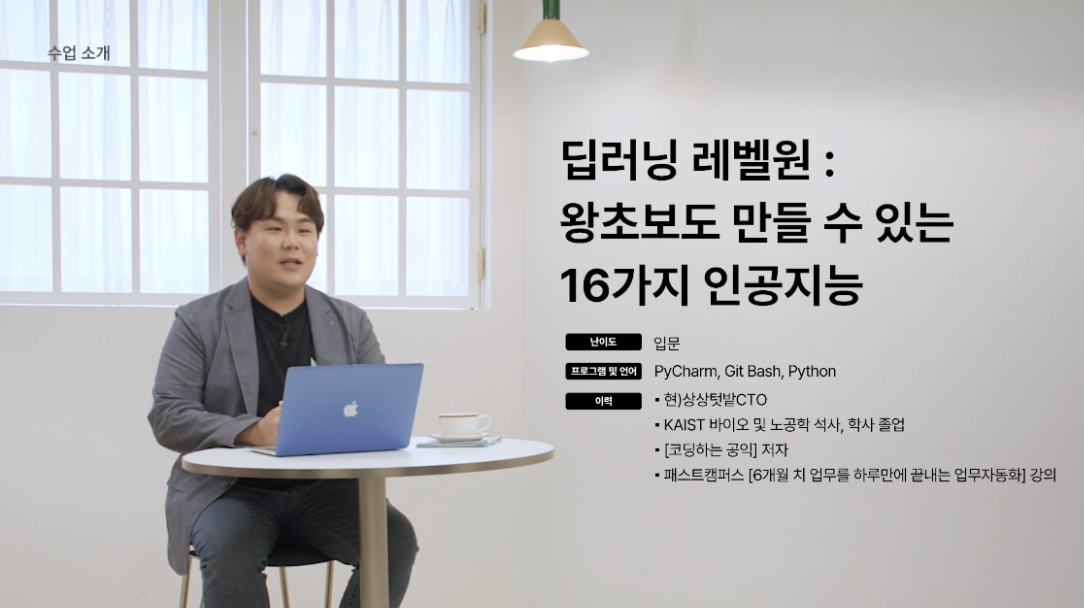 수업 소개
딥러닝 레벨원 :
왕초보도 만들 수 있는
16가지 인공지능
난이도 입문
프로그램 및 언어 PyCharm, Git Bash, Python
이력 ▪ 현)상상텃밭CTO
▪ KAIST 바이오 및 노공학 석사, 학사 졸업
▪ [코딩하는 공익] 저자
▪ 패스트캠퍼스 [6개월 치 업무를 하루만에 끝내는 업무자동화] 강의